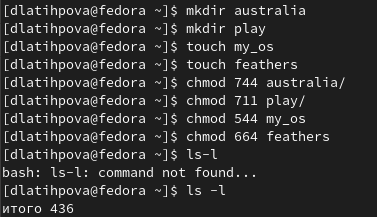 [dlatihpova@fedora ~]$ mkdir australia
[dlatihpova@fedora ~]$ mkdir play
[dlatihpova@fedora ~]$ touch my_os
[dlatihpova@fedora ~]$ touch feathers
[dlatihpova@fedora ~]$ chmod 744 australia/
[dlatihpova@fedora ~]$ chmod 711 play/
[dlatihpova@fedora ~]$ chmod 544 my_os
[dlatihpova@fedora ~]$ chmod 664 feathers
[dlatihpova@fedora ~]$ ls-l
bash: ls-l: command not found...
[dlatihpova@fedora ~]$ ls -l
итого 436